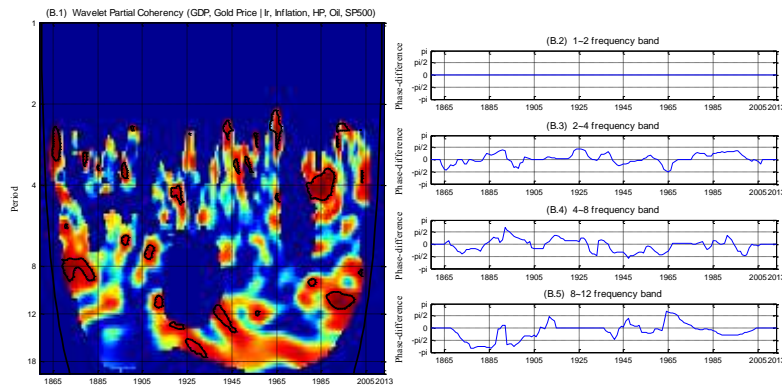 (B.1) Wavelet Partial Coherency (GDP, Gold Price | Ir, Inflation, HP, Oil, SP500)
Period
1
2
4
8
12
18
1865 1885 1905 1925 1945 1965 1985 2005 2013
(B.2) 1~2 frequency band
Phase-difference
pi
pi/2
0
-pi/2
-pi
1865 1885 1905 1925 1945 1965 1985 2005 2013
(B.3) 2~4 frequency band
Phase-difference
pi
pi/2
0
-pi/2
-pi
1865 1885 1905 1925 1945 1965 1985 2005 2013
(B.4) 4~8 frequency band
Phase-difference
pi
pi/2
0
-pi/2
-pi
1865 1885 1905 1925 1945 1965 1985 2005 2013
(B.5) 8~12 frequency band
Phase-difference
pi
pi/2
0
-pi/2
-pi
1865 1885 1905 1925 1945 1965 1985 2005 2013